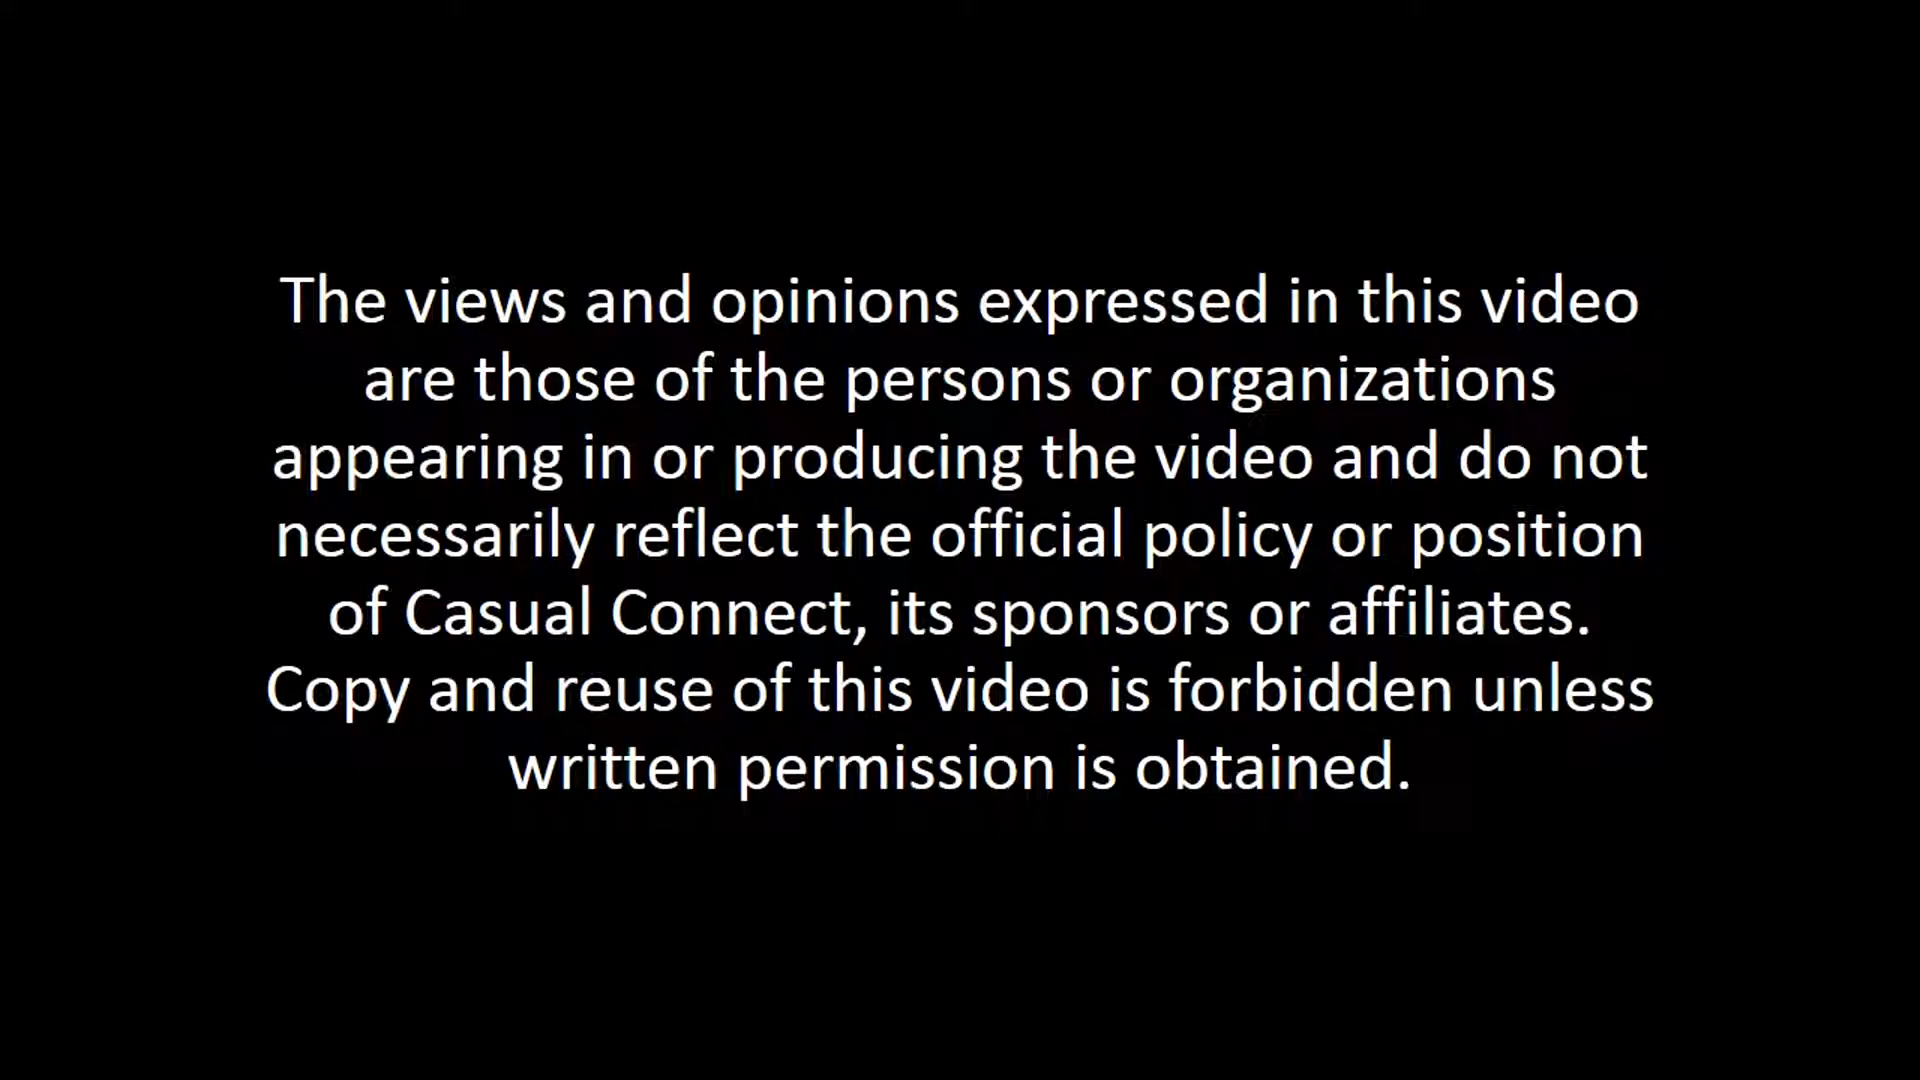 The views and opinions expressed in this video
are those of the persons or organizations
appearing in or producing the video and do not
necessarily reflect the official policy or position
of Casual Connect, its sponsors or affiliates.
Copy and reuse of this video is forbidden unless
written permission is obtained.